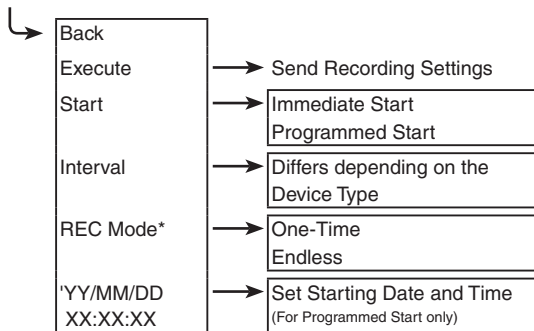 Back
Execute
Send Recording Settings
Start
Immediate Start
Programmed Start
Interval
Differs depending on the
Device Type
REC Mode*
One-Time
Endless
'YY/MM/DD
XX:XX:XX
Set Starting Date and Time
(For Programmed Start only)